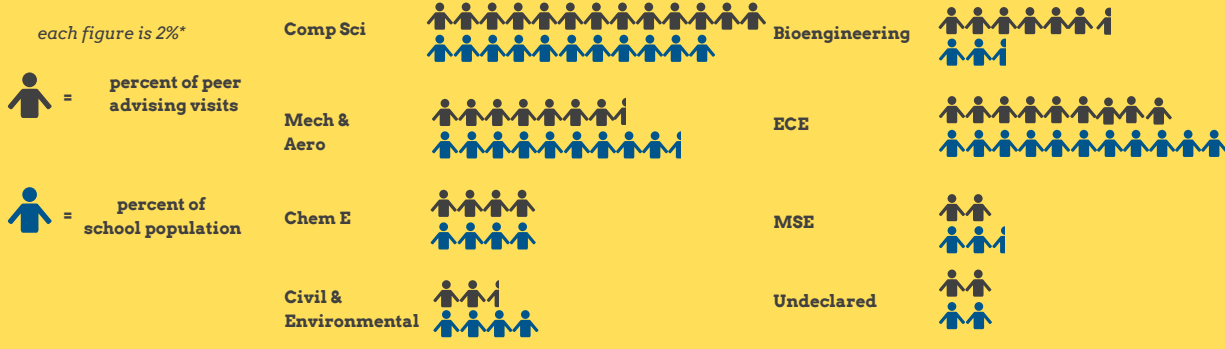 each figure is 2%*
= percent of peer
advising visits
= percent of
school population
Comp Sci
Mech &
Aero
Chem E
Civil &
Environmental
Bioengineering
ECE
MSE
Undeclared